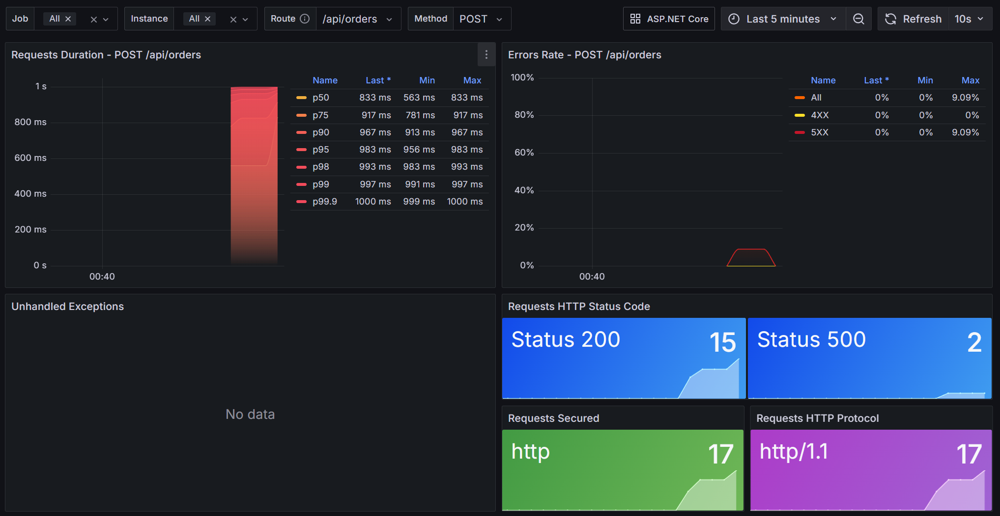 Job All Instance All Route /api/orders Method POST ASP.NET Core Last 5 minutes Refresh 10s
Requests Duration - POST /api/orders
1 s
800 ms
600 ms
400 ms
200 ms
0 s
00:40
Name Last * Min Max
p50 833 ms 563 ms 833 ms
p75 917 ms 781 ms 917 ms
p90 967 ms 913 ms 967 ms
p95 983 ms 956 ms 983 ms
p98 993 ms 983 ms 993 ms
p99 997 ms 991 ms 997 ms
p99.9 1000 ms 999 ms 1000 ms
Errors Rate - POST /api/orders
100%
80%
60%
40%
20%
0%
00:40
Name Last * Min Max
All 0% 0% 9.09%
4XX 0% 0% 0%
5XX 0% 0% 9.09%
Unhandled Exceptions
No data
Requests HTTP Status Code
Status 200 15
Status 500 2
Requests Secured
http 17
Requests HTTP Protocol
http/1.1 17